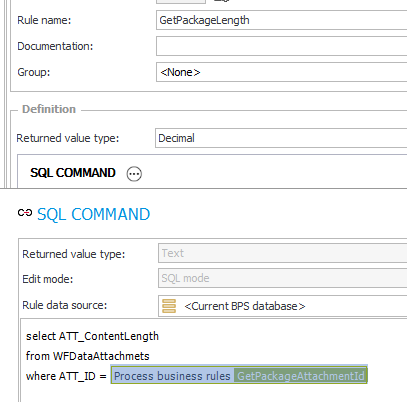 Rule name: GetPackageLength
Documentation:
Group: <None>
Definition
Returned value type: Decimal
SQL COMMAND
SQL COMMAND
Returned value type: Text
Edit mode: SQL mode
Rule data source: <Current BPS database>
select ATT_ContentLength
from WFDataAttachmets
where ATT_ID = Process business rules GetPackageAttachmentId